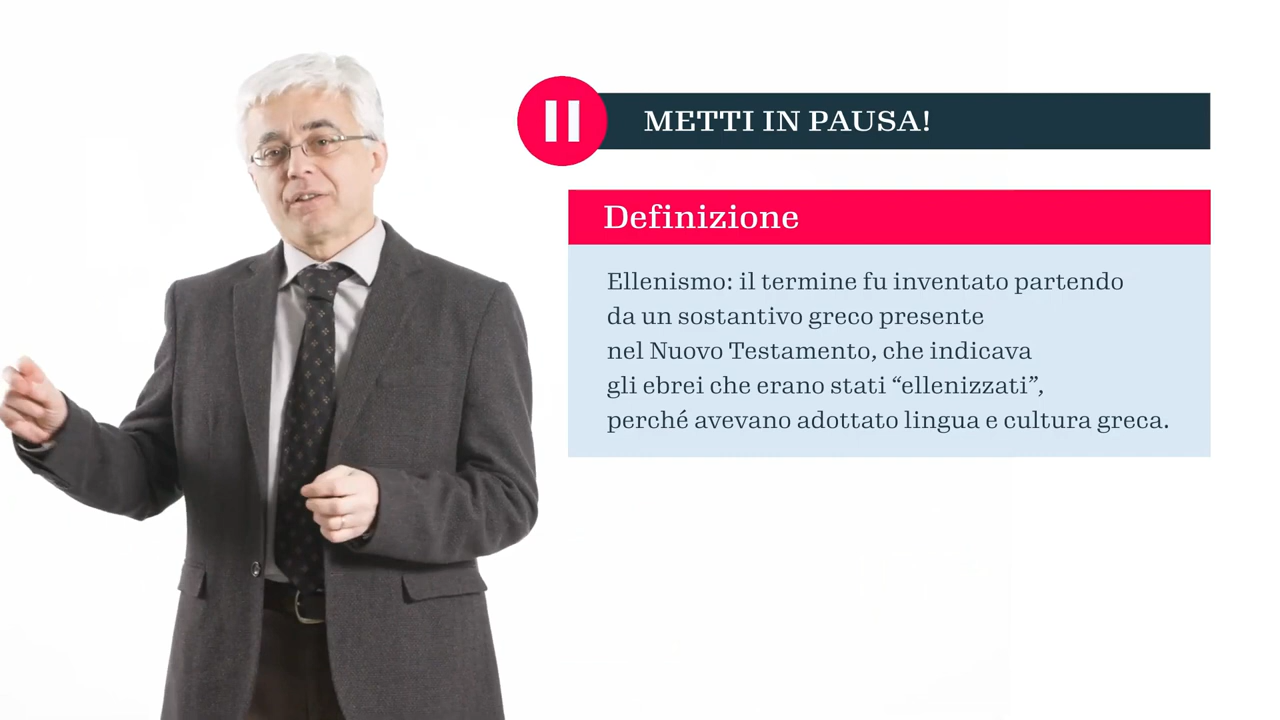 METTI IN PAUSA!
Definizione
Ellenismo: il termine fu inventato partendo
da un sostantivo greco presente
nel Nuovo Testamento, che indicava
gli ebrei che erano stati “ellenizzati”,
perché avevano adottato lingua e cultura greca.